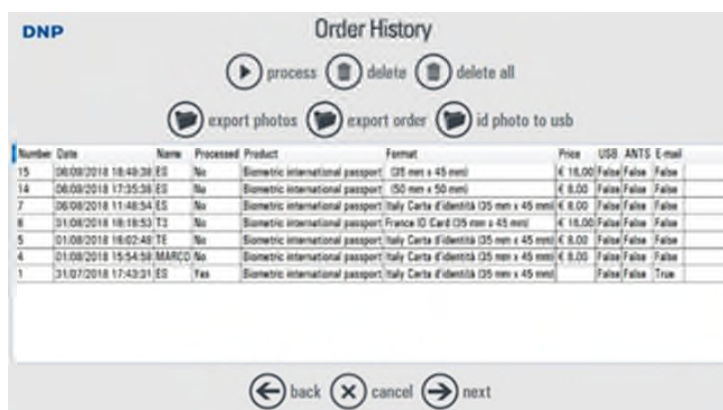 DNP Order History
process delete delete all
export photos export order id photo to usb
Number Date Name Processed Product Format Price USB ANTS E-mail
15 06/09/2018 18:48:38 ES No Biometric international passport (35 mm x 45 mm) € 16,00 False False False
14 06/08/2018 17:35:38 ES No Biometric international passport (50 mm x 50 mm) € 8,00 False False False
7 06/08/2018 11:48:54 ES No Biometric international passport Italy Carta d'identità (35 mm x 45 mm) € 8,00 False False False
6 31/08/2018 18:18:53 T3 No Biometric international passport France ID Card (35 mm x 45 mm) € 16,00 False False False
5 01/08/2018 16:02:48 TE No Biometric international passport Italy Carta d'identità (35 mm x 45 mm) € 8,00 False False False
4 01/08/2018 15:54:58 MARCO No Biometric international passport Italy Carta d'identità (35 mm x 45 mm) € 8,00 False False False
1 31/07/2018 17:43:31 ES Yes Biometric international passport Italy Carta d'identità (35 mm x 45 mm) False False True
back cancel next